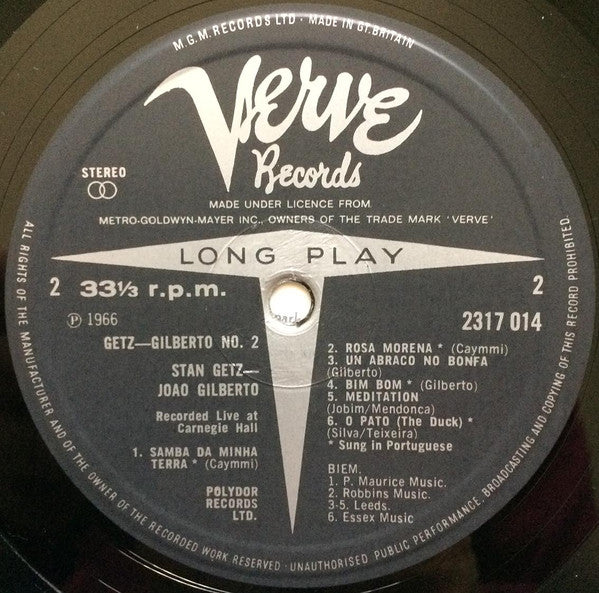 M.G.M. RECORDS LTD · MADE IN GT. BRITAIN
Verve
Records
STEREO
MADE UNDER LICENCE FROM
METRO-GOLDWYN-MAYER INC., OWNERS OF THE TRADE MARK 'VERVE'
LONG PLAY
2 33⅓ r.p.m.
2
℗ 1966
2317 014
GETZ—GILBERTO NO. 2
STAN GETZ—
JOAO GILBERTO
Recorded Live at
Carnegie Hall
1. SAMBA DA MINHA
TERRA * (Caymmi)
POLYDOR
RECORDS
LTD.
2. ROSA MORENA * (Caymmi)
3. UN ABRACO NO BONFA
(Gilberto)
4. BIM BOM * (Gilberto)
5. MEDITATION
(Jobim/Mendonca)
6. O PATO (The Duck) *
(Silva/Teixeira)
* Sung in Portuguese
BIEM.
1. P. Maurice Music.
2. Robbins Music.
3-5. Leeds.
6. Essex Music
ALL RIGHTS OF THE MANUFACTURER AND OF THE OWNER OF THE RECORDED WORK RESERVED · UNAUTHORISED PUBLIC PERFORMANCE, BROADCASTING AND COPYING OF THIS RECORD PROHIBITED.